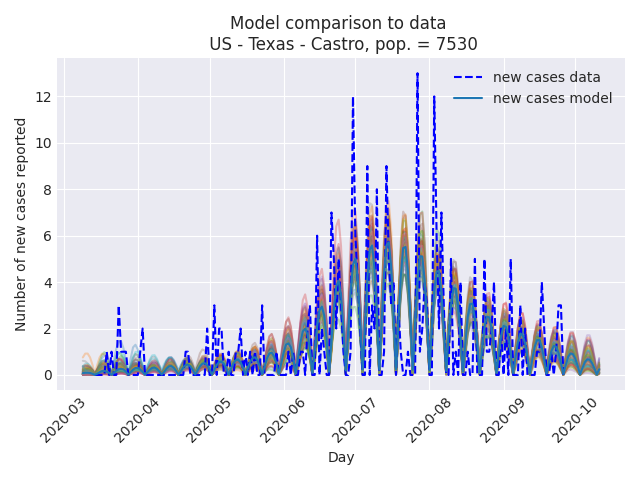 Model comparison to data
US - Texas - Castro, pop. = 7530
new cases data
new cases model
Number of new cases reported
12
10
8
6
4
2
0
2020-03
2020-04
2020-05
2020-06
2020-07
2020-08
2020-09
2020-10
Day